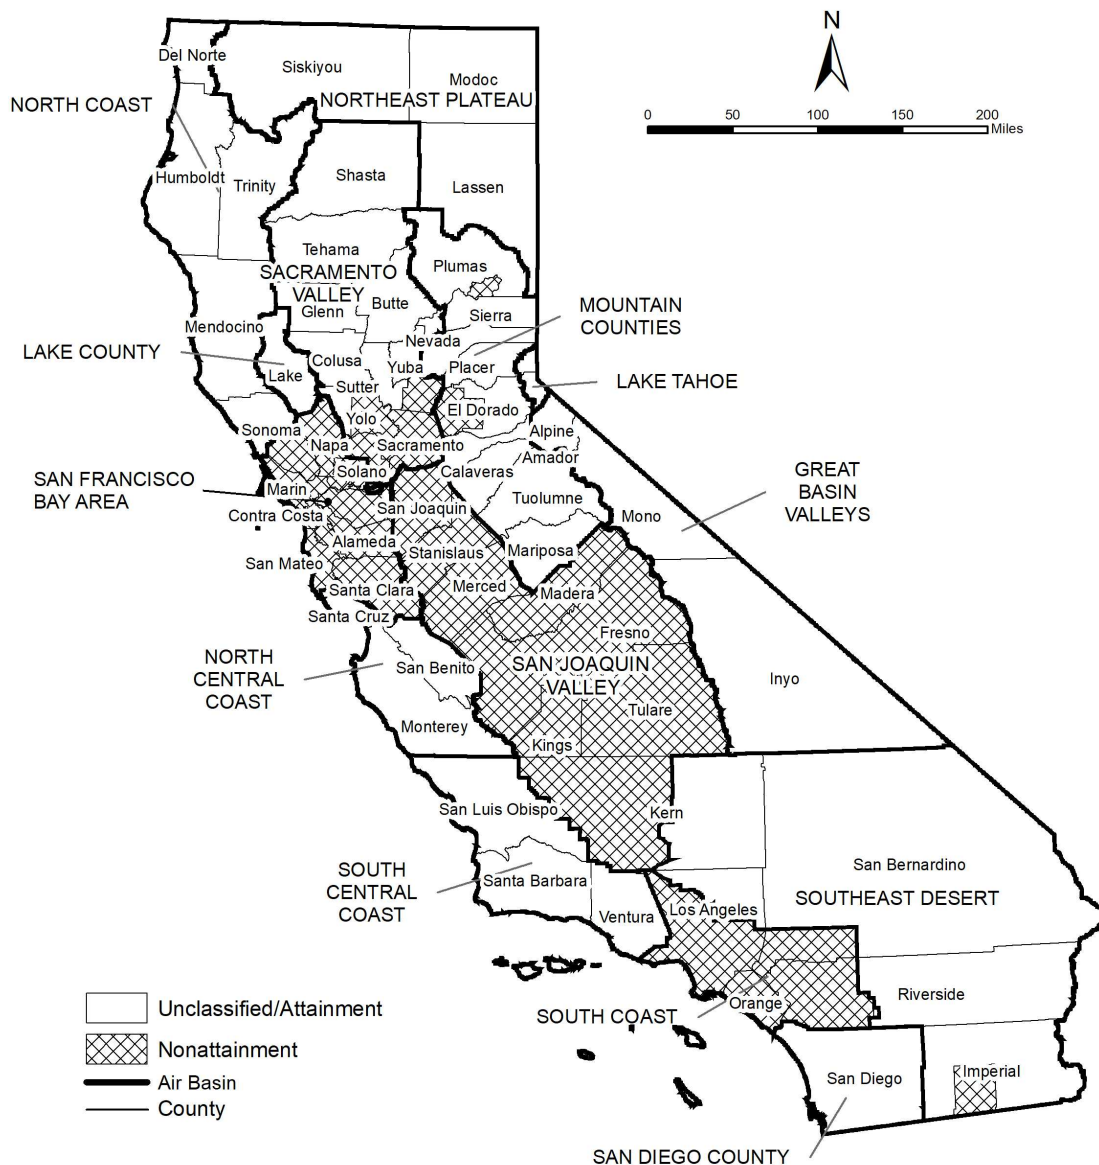 N
0 50 100 150 200
Miles
Del Norte
Siskiyou
Modoc
NORTH COAST
NORTHEAST PLATEAU
Humboldt
Trinity
Shasta
Lassen
Tehama
SACRAMENTO
VALLEY
Plumas
Butte
Glenn
Sierra
MOUNTAIN
COUNTIES
Mendocino
Nevada
LAKE COUNTY
Colusa
Lake
Yuba
Placer
LAKE TAHOE
Sutter
El Dorado
Yolo
Sonoma
Napa
Sacramento
Alpine
Amador
SAN FRANCISCO
BAY AREA
Solano
Calaveras
GREAT
BASIN
VALLEYS
Marin
Tuolumne
Contra Costa
San Joaquin
Mono
Alameda
Stanislaus
Mariposa
San Mateo
Santa Clara
Merced
Madera
Santa Cruz
Fresno
NORTH
CENTRAL
COAST
San Benito
SAN JOAQUIN
VALLEY
Inyo
Tulare
Monterey
Kings
San Luis Obispo
Kern
SOUTH
CENTRAL
COAST
Santa Barbara
San Bernardino
SOUTHEAST DESERT
Ventura
Los Angeles
Riverside
Orange
SOUTH COAST
San Diego
Imperial
SAN DIEGO COUNTY
Unclassified/Attainment
Nonattainment
Air Basin
County